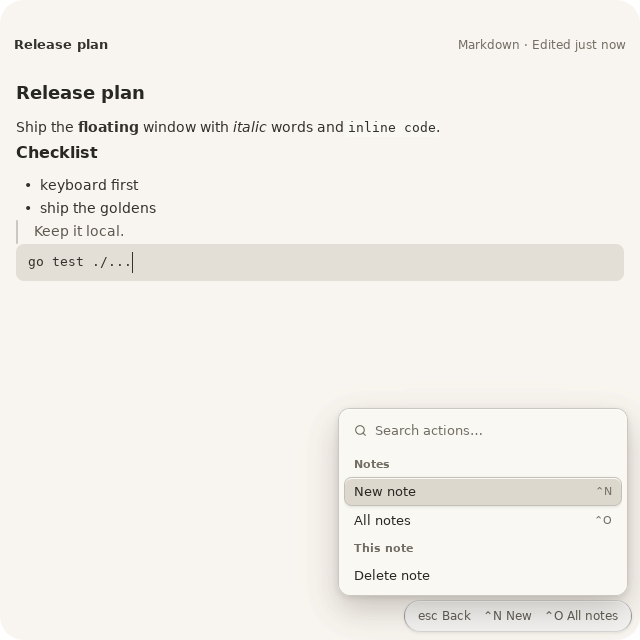 Release plan
Markdown · Edited just now
Release plan
Ship the floating window with italic words and inline code.
Checklist
• keyboard first
• ship the goldens
Keep it local.
go test ./...
Search actions...
Notes
New note ^N
All notes ^O
This note
Delete note
esc Back ^N New ^O All notes